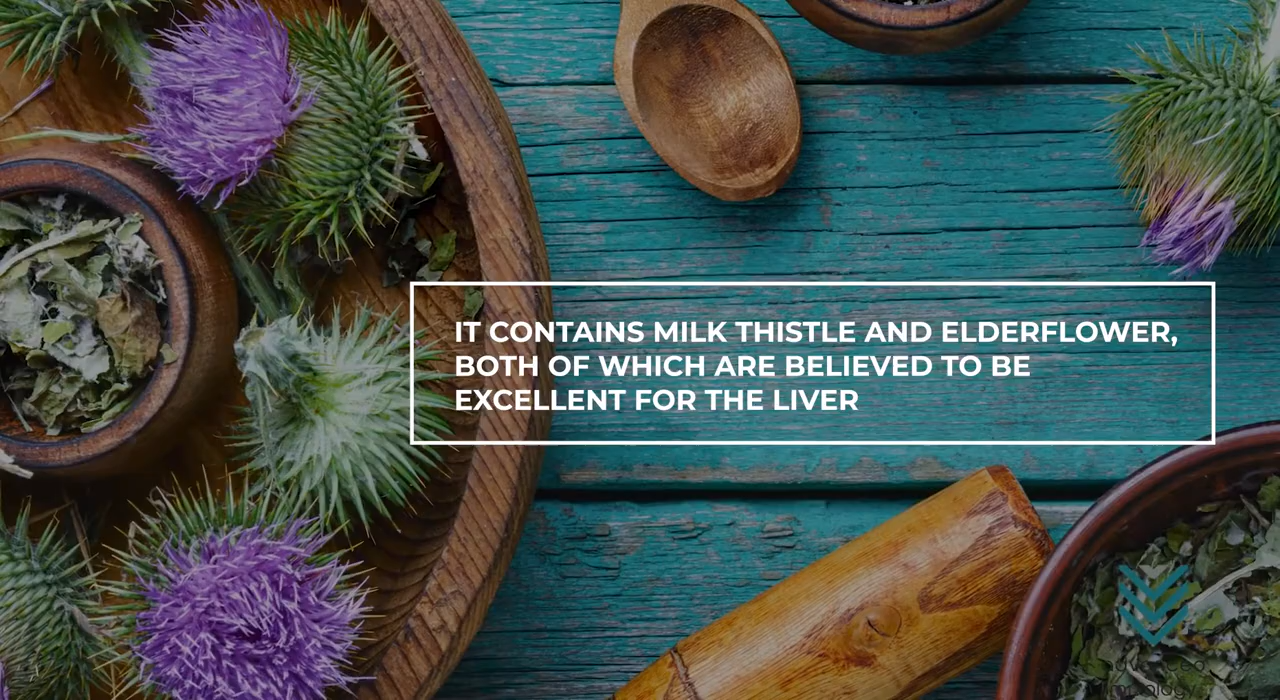 IT CONTAINS MILK THISTLE AND ELDERFLOWER,
BOTH OF WHICH ARE BELIEVED TO BE
EXCELLENT FOR THE LIVER